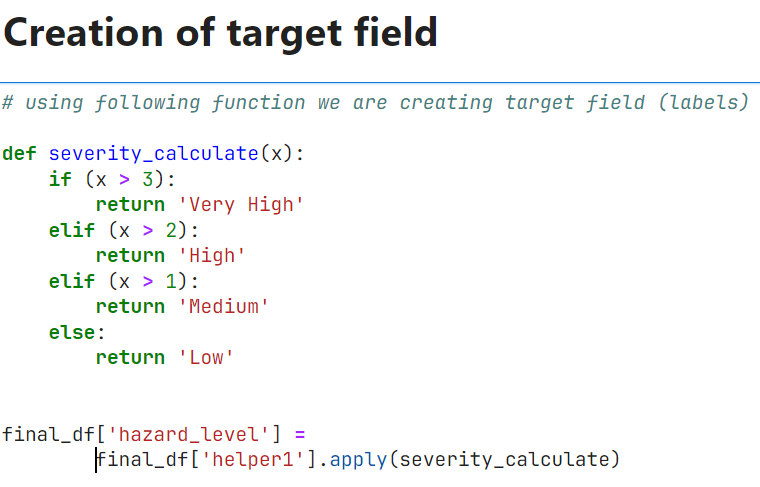 Creation of target field
# using following function we are creating target field (labels)
def severity_calculate(x):
    if (x > 3):
        return 'Very High'
    elif (x > 2):
        return 'High'
    elif (x > 1):
        return 'Medium'
    else:
        return 'Low'
final_df['hazard_level'] =
        final_df['helper1'].apply(severity_calculate)